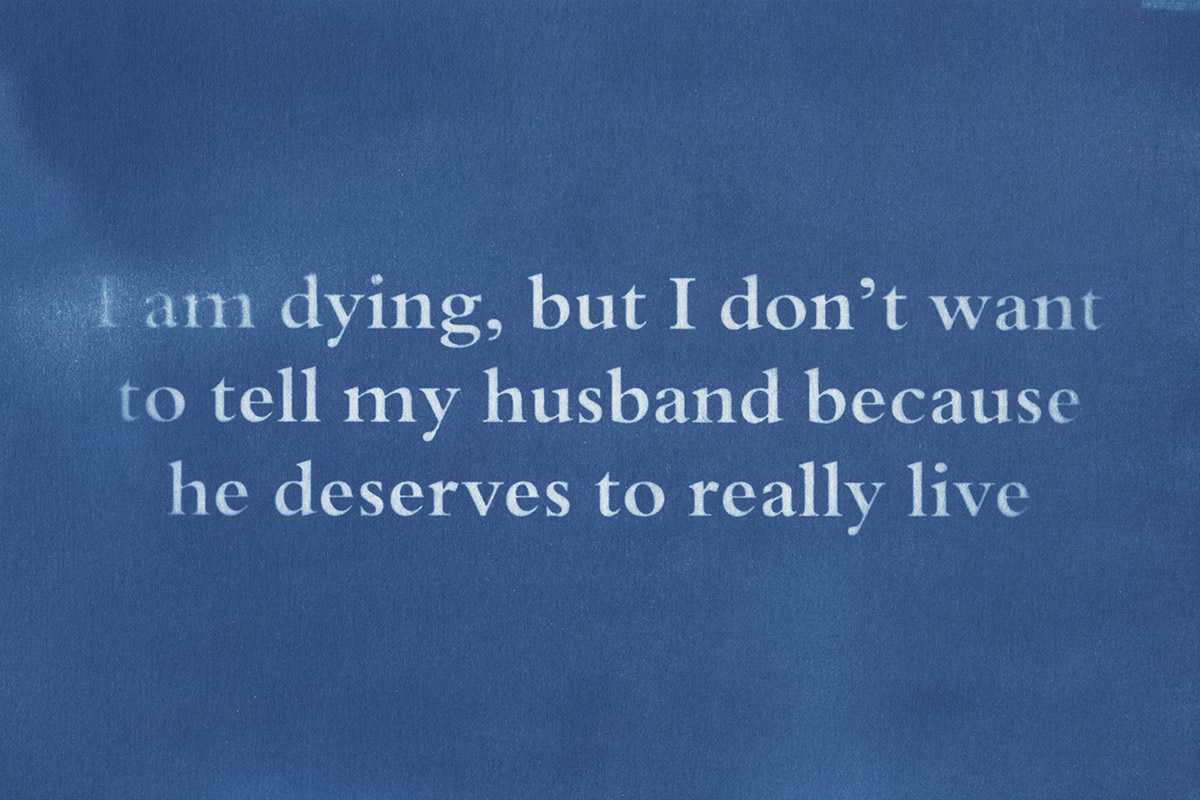 I am dying, but I don’t want
to tell my husband because
he deserves to really live